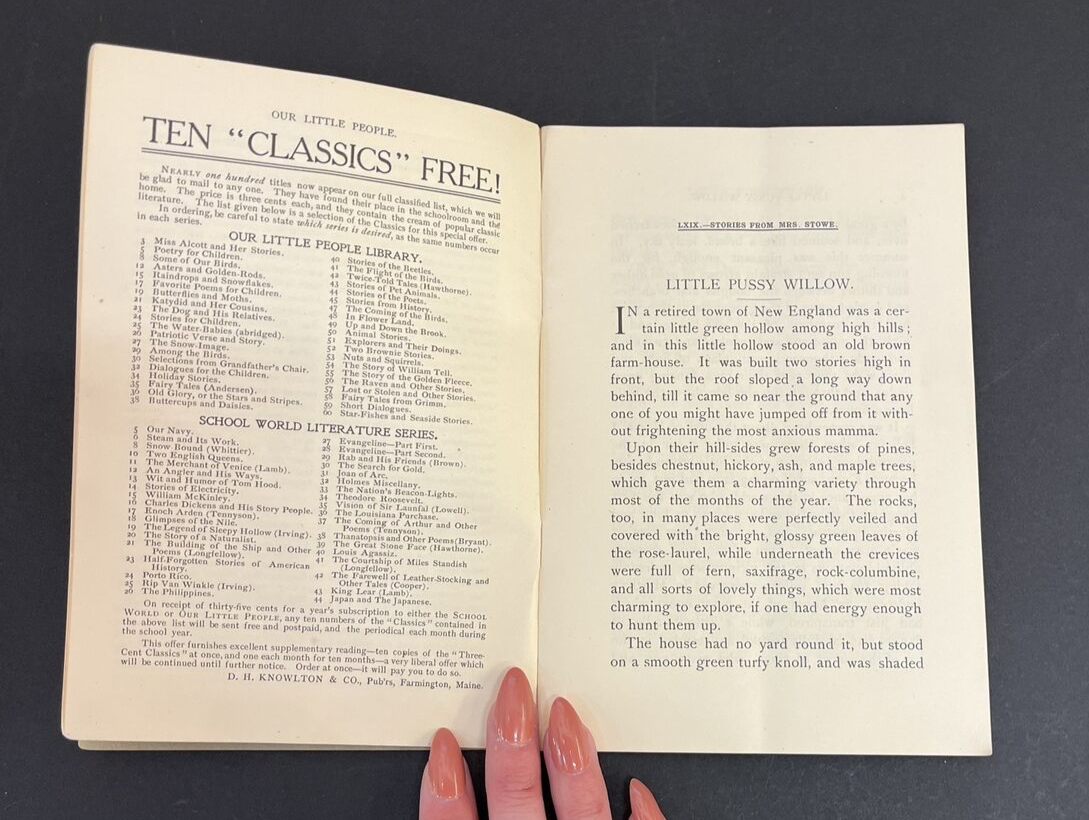 OUR LITTLE PEOPLE.
TEN “CLASSICS” FREE!
NEARLY one hundred titles now appear on our full classified list, which we will
be glad to mail to any one. They have found their place in the schoolroom and the
home. The price is three cents each, and they contain the cream of popular classic
literature. The list given below is a selection of the Classics for this special offer.
In ordering, be careful to state which series is desired, as the same numbers occur
in each series.
OUR LITTLE PEOPLE LIBRARY.
3 Miss Alcott and Her Stories.
5 Poetry for Children.
8 Some of Our Birds.
12 Asters and Golden-Rods.
15 Raindrops and Snowflakes.
17 Favorite Poems for Children.
19 Butterflies and Moths.
21 Katydid and Her Cousins.
23 The Dog and His Relatives.
24 Stories for Children.
25 The Water-Babies (abridged).
26 Patriotic Verse and Story.
27 The Snow-Image.
29 Among the Birds.
30 Selections from Grandfather's Chair.
32 Dialogues for the Children.
34 Holiday Stories.
35 Fairy Tales (Andersen).
36 Old Glory, or the Stars and Stripes.
38 Buttercups and Daisies.
40 Stories of the Beetles.
41 The Flight of the Birds.
42 Twice-Told Tales (Hawthorne).
43 Stories of Pet Animals.
44 Stories of the Poets.
45 Stories from History.
47 The Coming of the Birds.
48 In Flower Land.
49 Up and Down the Brook.
50 Animal Stories.
51 Explorers and Their Doings.
52 Two Brownie Stories.
53 Nuts and Squirrels.
54 The Story of William Tell.
55 The Story of the Golden Fleece.
56 The Raven and Other Stories.
57 Lost or Stolen and Other Stories.
58 Fairy Tales from Grimm.
59 Short Dialogues.
60 Star-Fishes and Seaside Stories.
SCHOOL WORLD LITERATURE SERIES.
5 Our Navy.
6 Steam and Its Work.
8 Snow Bound (Whittier).
10 Two English Queens.
11 The Merchant of Venice (Lamb).
12 An Angler and His Ways.
13 Wit and Humor of Tom Hood.
14 Stories of Electricity.
15 William McKinley.
16 Charles Dickens and His Story People.
17 Enoch Arden (Tennyson).
18 Glimpses of the Nile.
19 The Legend of Sleepy Hollow (Irving).
20 The Story of a Naturalist.
21 The Building of the Ship and Other
Poems (Longfellow).
23 Half-Forgotten Stories of American
History.
24 Porto Rico.
25 Rip Van Winkle (Irving).
26 The Philippines.
27 Evangeline—Part First.
28 Evangeline—Part Second.
29 Rab and His Friends (Brown).
30 The Search for Gold.
31 Joan of Arc.
32 Holmes Miscellany.
33 The Nation's Beacon-Lights.
34 Theodore Roosevelt.
35 Vision of Sir Launfal (Lowell).
36 The Louisiana Purchase.
37 The Coming of Arthur and Other
Poems (Tennyson).
38 Thanatopsis and Other Poems (Bryant).
39 The Great Stone Face (Hawthorne).
40 Louis Agassiz.
41 The Courtship of Miles Standish
(Longfellow).
42 The Farewell of Leather-Stocking and
Other Tales (Cooper).
43 King Lear (Lamb).
44 Japan and The Japanese.
On receipt of thirty-five cents for a year's subscription to either the SCHOOL
WORLD or OUR LITTLE PEOPLE, any ten numbers of the “Classics” contained in
the above list will be sent free and postpaid, and the periodical each month during
the school year.
This offer furnishes excellent supplementary reading—ten copies of the “Three-
Cent Classics” at once, and one each month for ten months—a very liberal offer which
will be continued until further notice. Order at once—it will pay you to do so.
D. H. KNOWLTON & CO., Pub'rs, Farmington, Maine.
LXIX.—STORIES FROM MRS. STOWE.
LITTLE PUSSY WILLOW.
IN a retired town of New England was a cer-
tain little green hollow among high hills;
and in this little hollow stood an old brown
farm-house. It was built two stories high in
front, but the roof sloped a long way down
behind, till it came so near the ground that any
one of you might have jumped off from it with-
out frightening the most anxious mamma.
Upon their hill-sides grew forests of pines,
besides chestnut, hickory, ash, and maple trees,
which gave them a charming variety through
most of the months of the year. The rocks,
too, in many places were perfectly veiled and
covered with the bright, glossy green leaves of
the rose-laurel, while underneath the crevices
were full of fern, saxifrage, rock-columbine,
and all sorts of lovely things, which were most
charming to explore, if one had energy enough
to hunt them up.
The house had no yard round it, but stood
on a smooth green turfy knoll, and was shaded